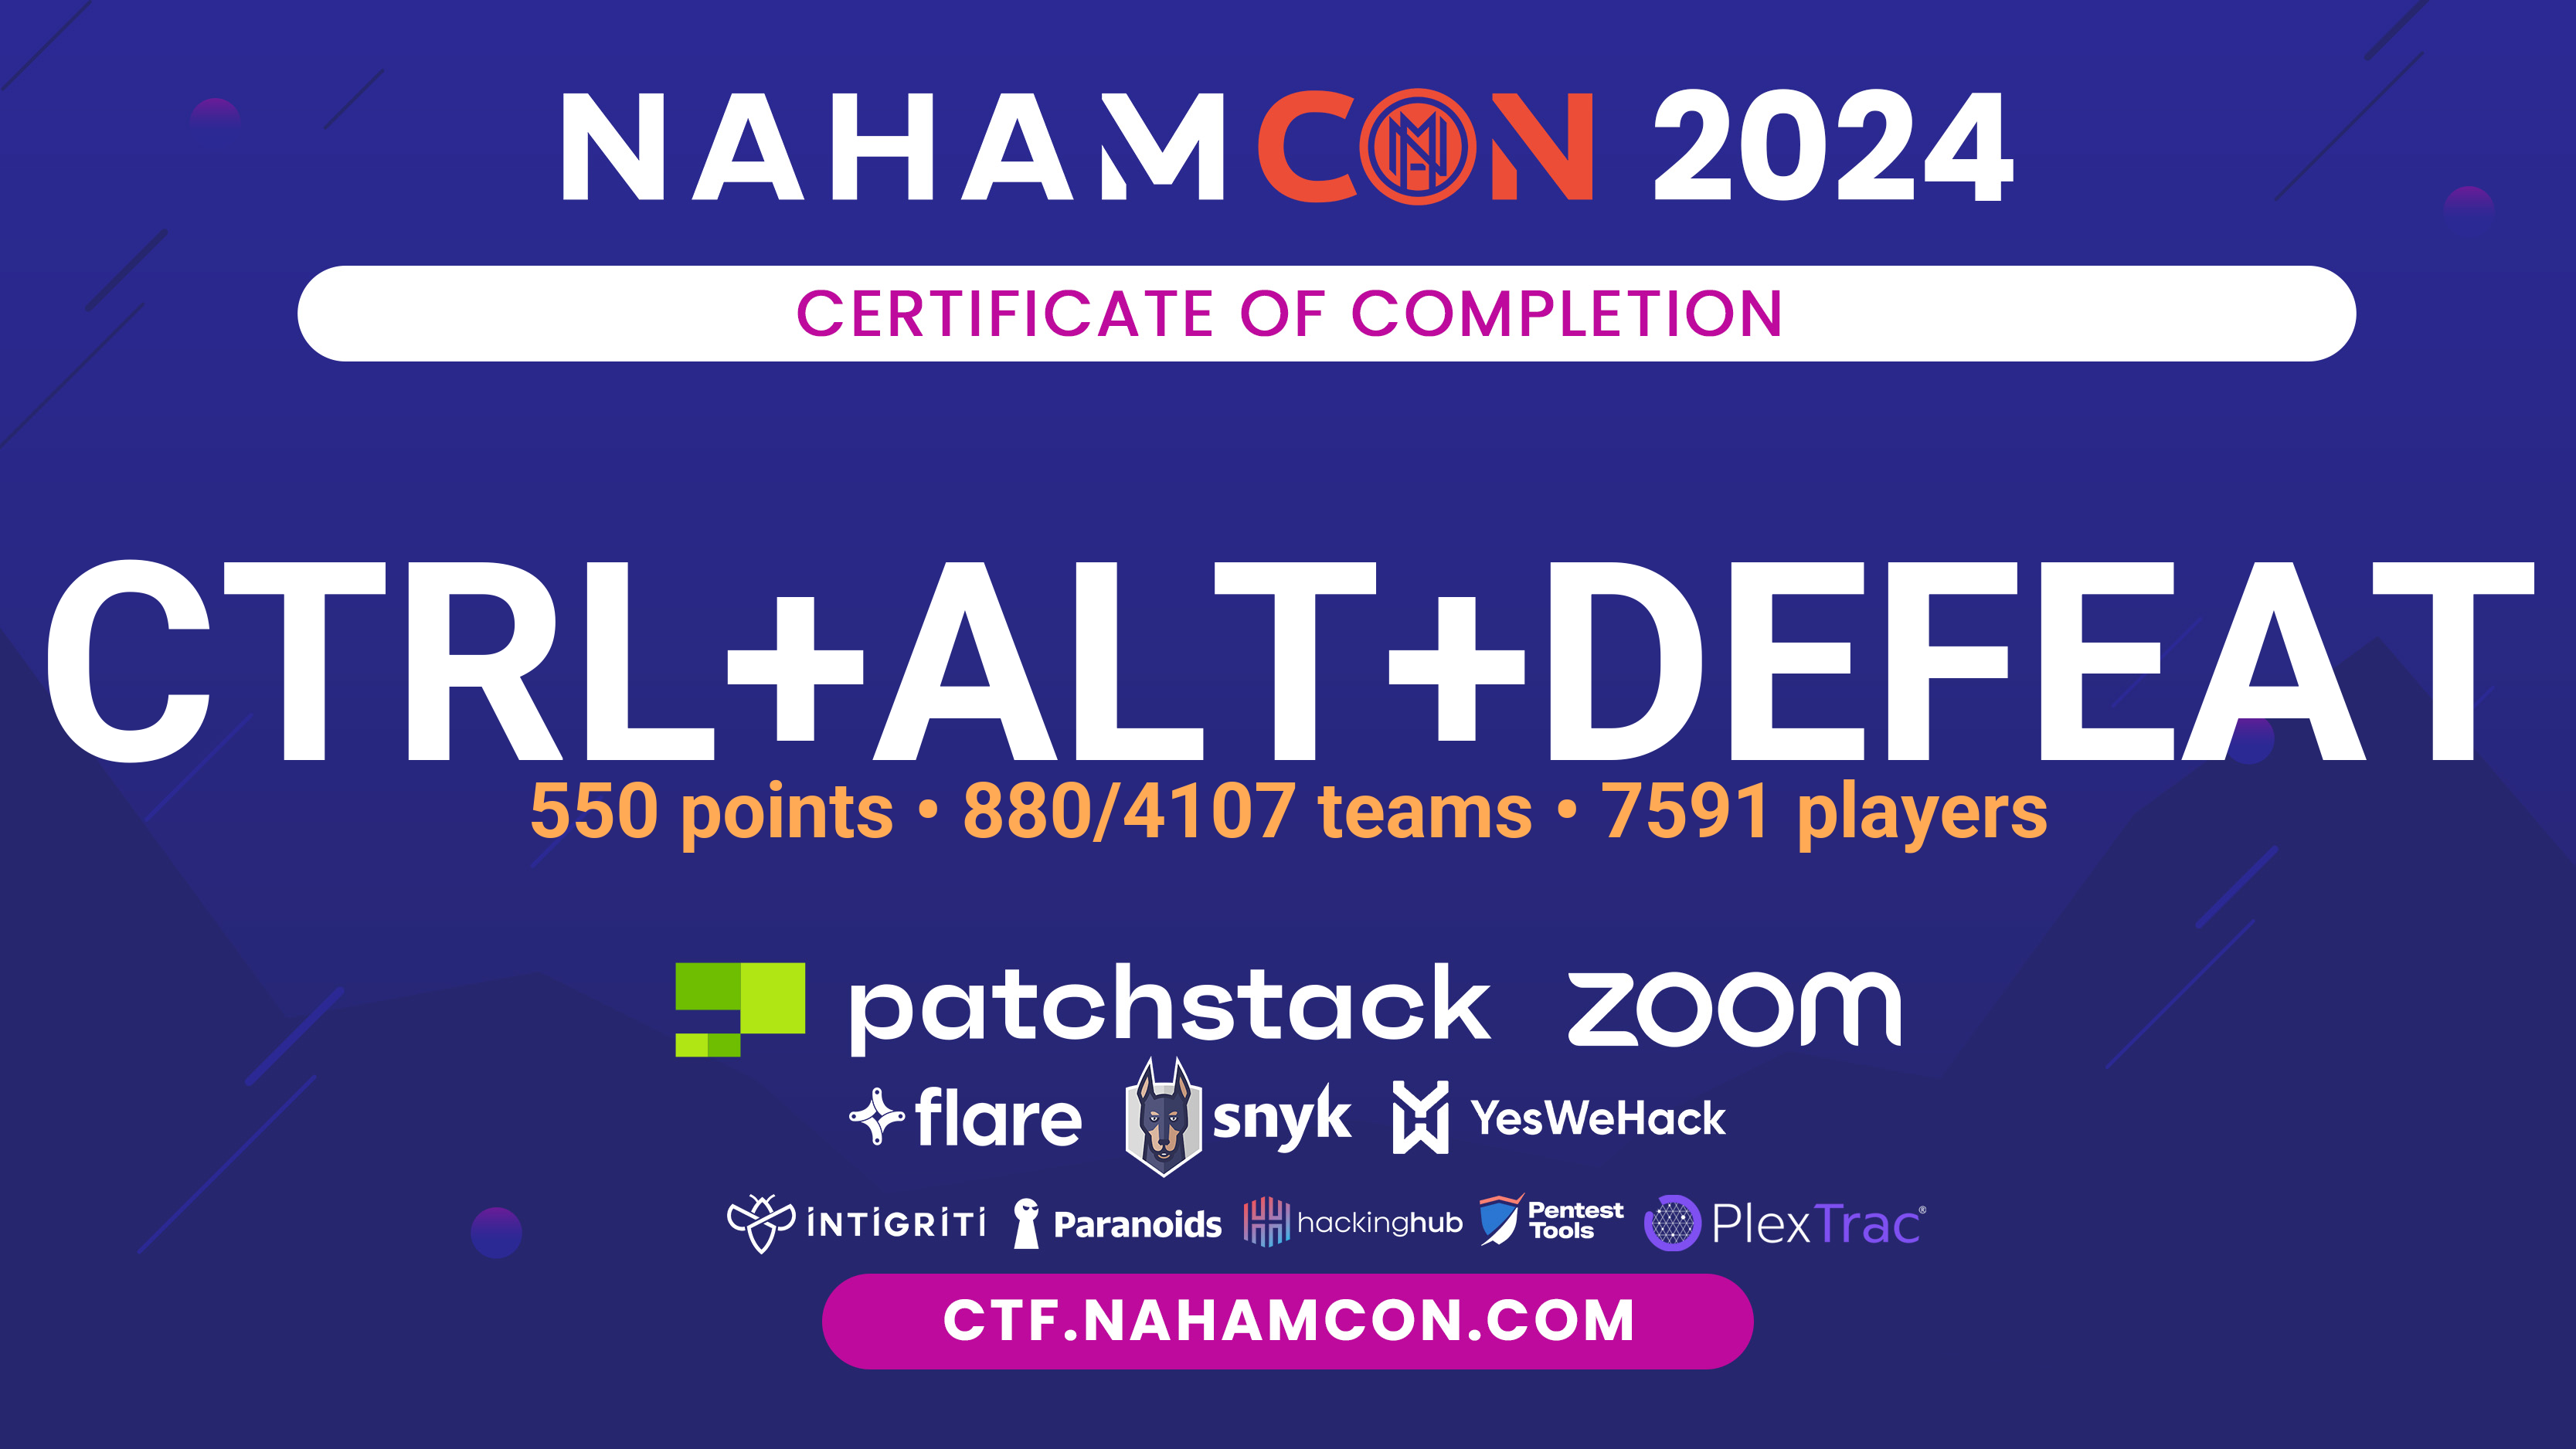 NAHAMCON 2024
CERTIFICATE OF COMPLETION
CTRL+ALT+DEFEAT
550 points • 880/4107 teams • 7591 players
patchstack zoom
flare snyk YesWeHack
INTIGRITI Paranoids hackinghub Pentest Tools PlexTrac®
CTF.NAHAMCON.COM